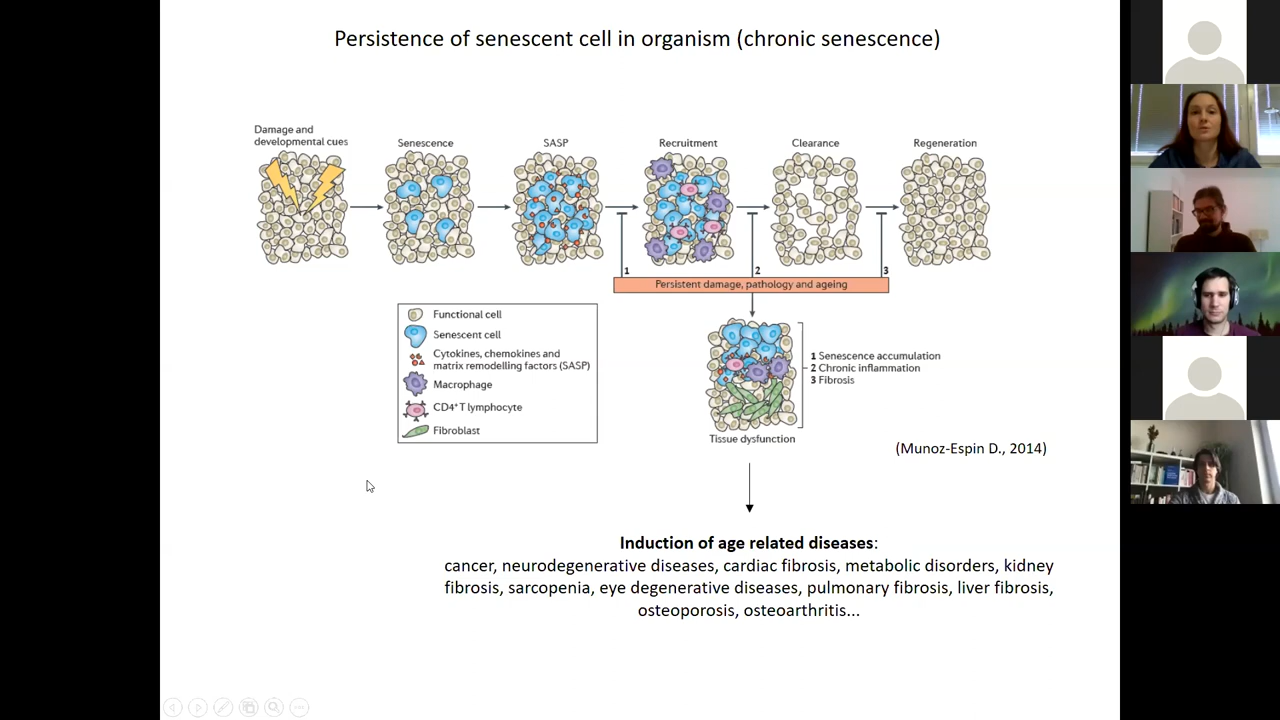 Persistence of senescent cell in organism (chronic senescence)
Damage and
developmental cues
Senescence
SASP
Recruitment
Clearance
Regeneration
1
2
3
Persistent damage, pathology and ageing
Functional cell
Senescent cell
Cytokines, chemokines and
matrix remodelling factors (SASP)
Macrophage
CD4⁺T lymphocyte
Fibroblast
1 Senescence accumulation
2 Chronic inflammation
3 Fibrosis
Tissue dysfunction
(Munoz-Espin D., 2014)
Induction of age related diseases:
cancer, neurodegenerative diseases, cardiac fibrosis, metabolic disorders, kidney
fibrosis, sarcopenia, eye degenerative diseases, pulmonary fibrosis, liver fibrosis,
osteoporosis, osteoarthritis...